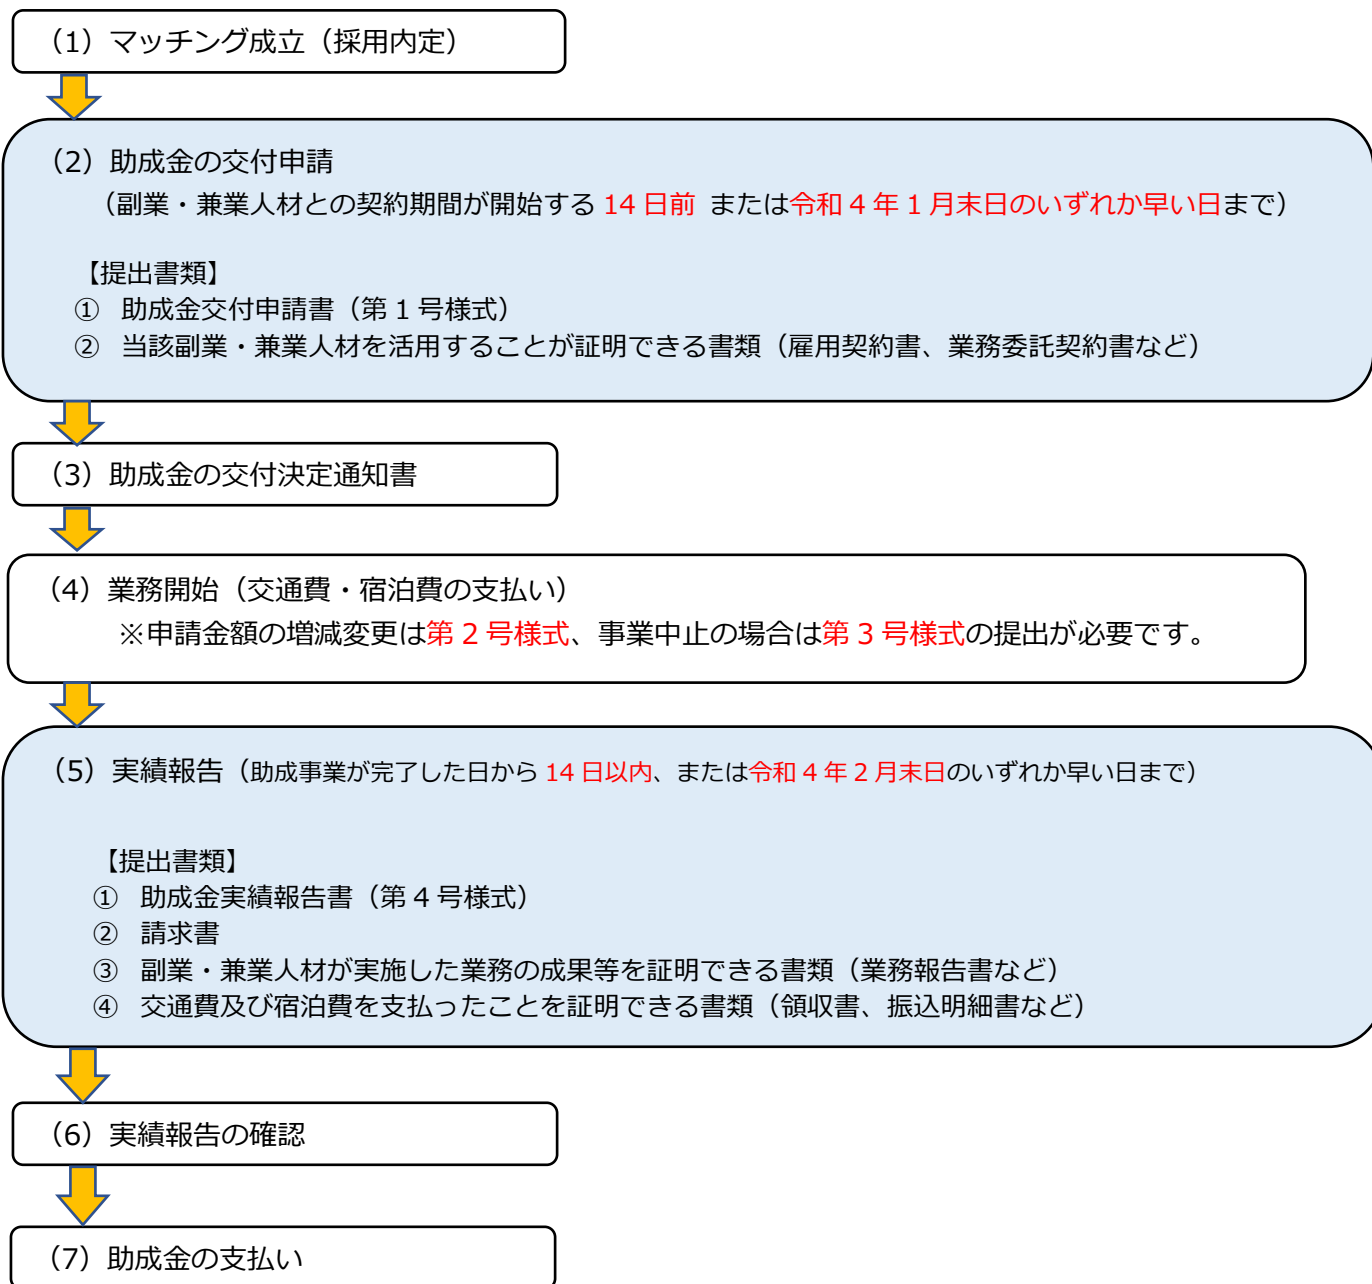 （1）マッチング成立（採用内定）
（2）助成金の交付申請
（副業・兼業人材との契約期間が開始する 14 日前 または令和 4 年 1 月末日のいずれか早い日まで）
【提出書類】
① 助成金交付申請書（第 1 号様式）
② 当該副業・兼業人材を活用することが証明できる書類（雇用契約書、業務委託契約書など）
（3）助成金の交付決定通知書
（4）業務開始（交通費・宿泊費の支払い）
※申請金額の増減変更は第 2 号様式、事業中止の場合は第 3 号様式の提出が必要です。
（5）実績報告（助成事業が完了した日から 14 日以内、または令和 4 年 2 月末日のいずれか早い日まで）
【提出書類】
① 助成金実績報告書（第 4 号様式）
② 請求書
③ 副業・兼業人材が実施した業務の成果等を証明できる書類（業務報告書など）
④ 交通費及び宿泊費を支払ったことを証明できる書類（領収書、振込明細書など）
（6）実績報告の確認
（7）助成金の支払い